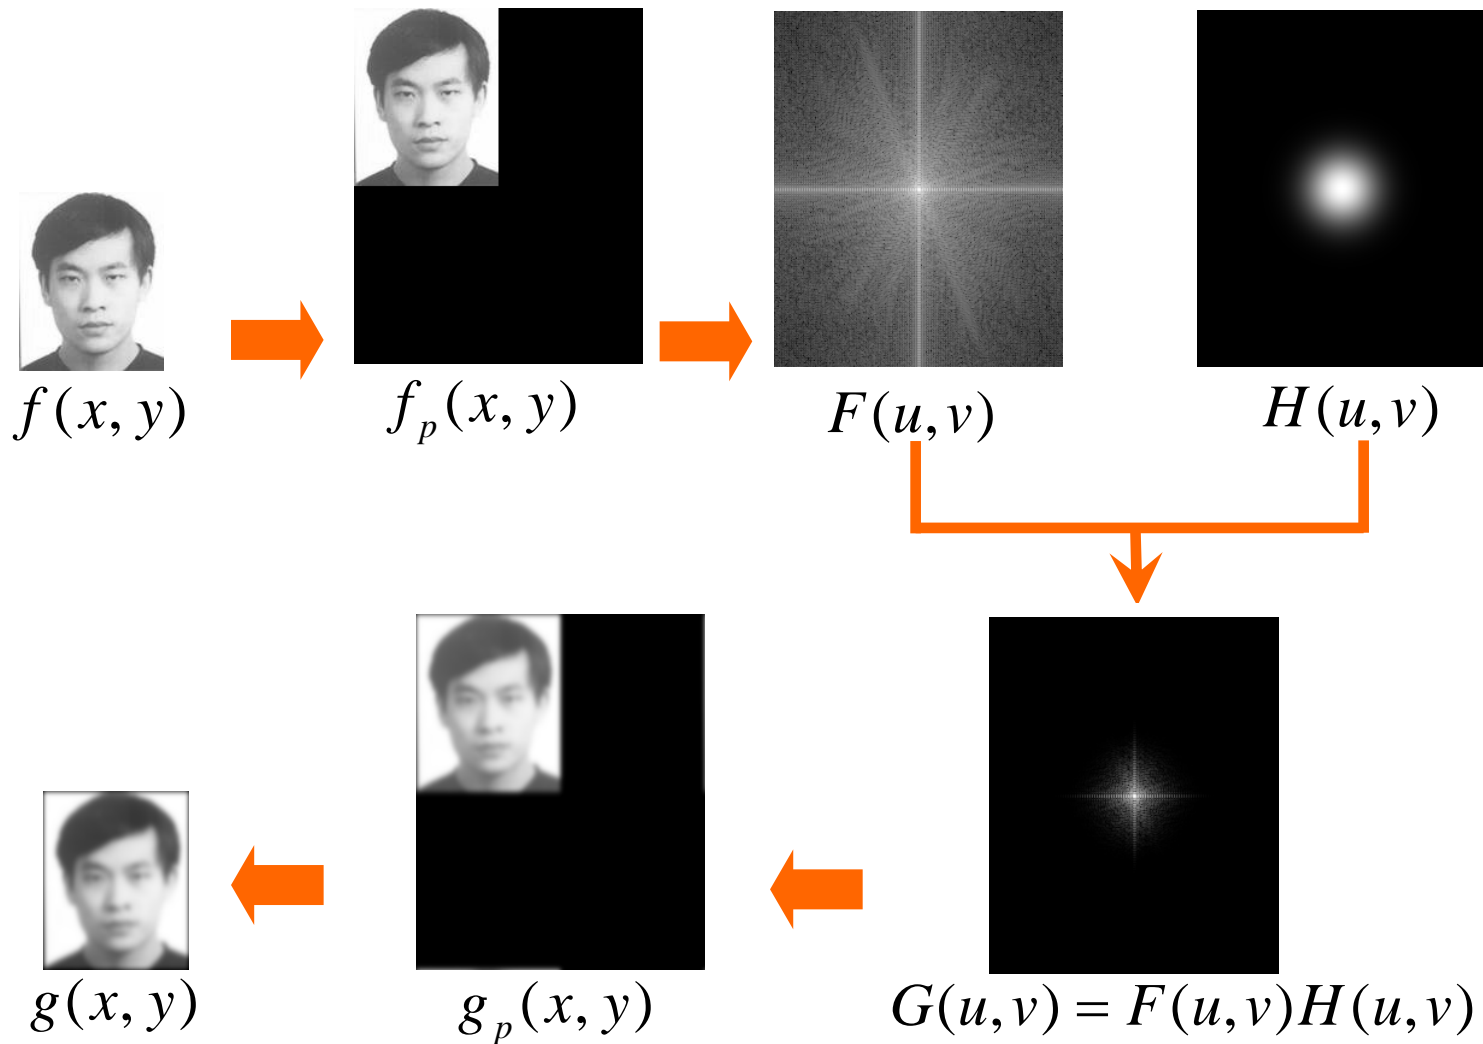 f(x, y)
f_p(x, y)
F(u,v)
H(u,v)
g(x, y)
g_p(x, y)
G(u,v) = F(u,v)H(u,v)